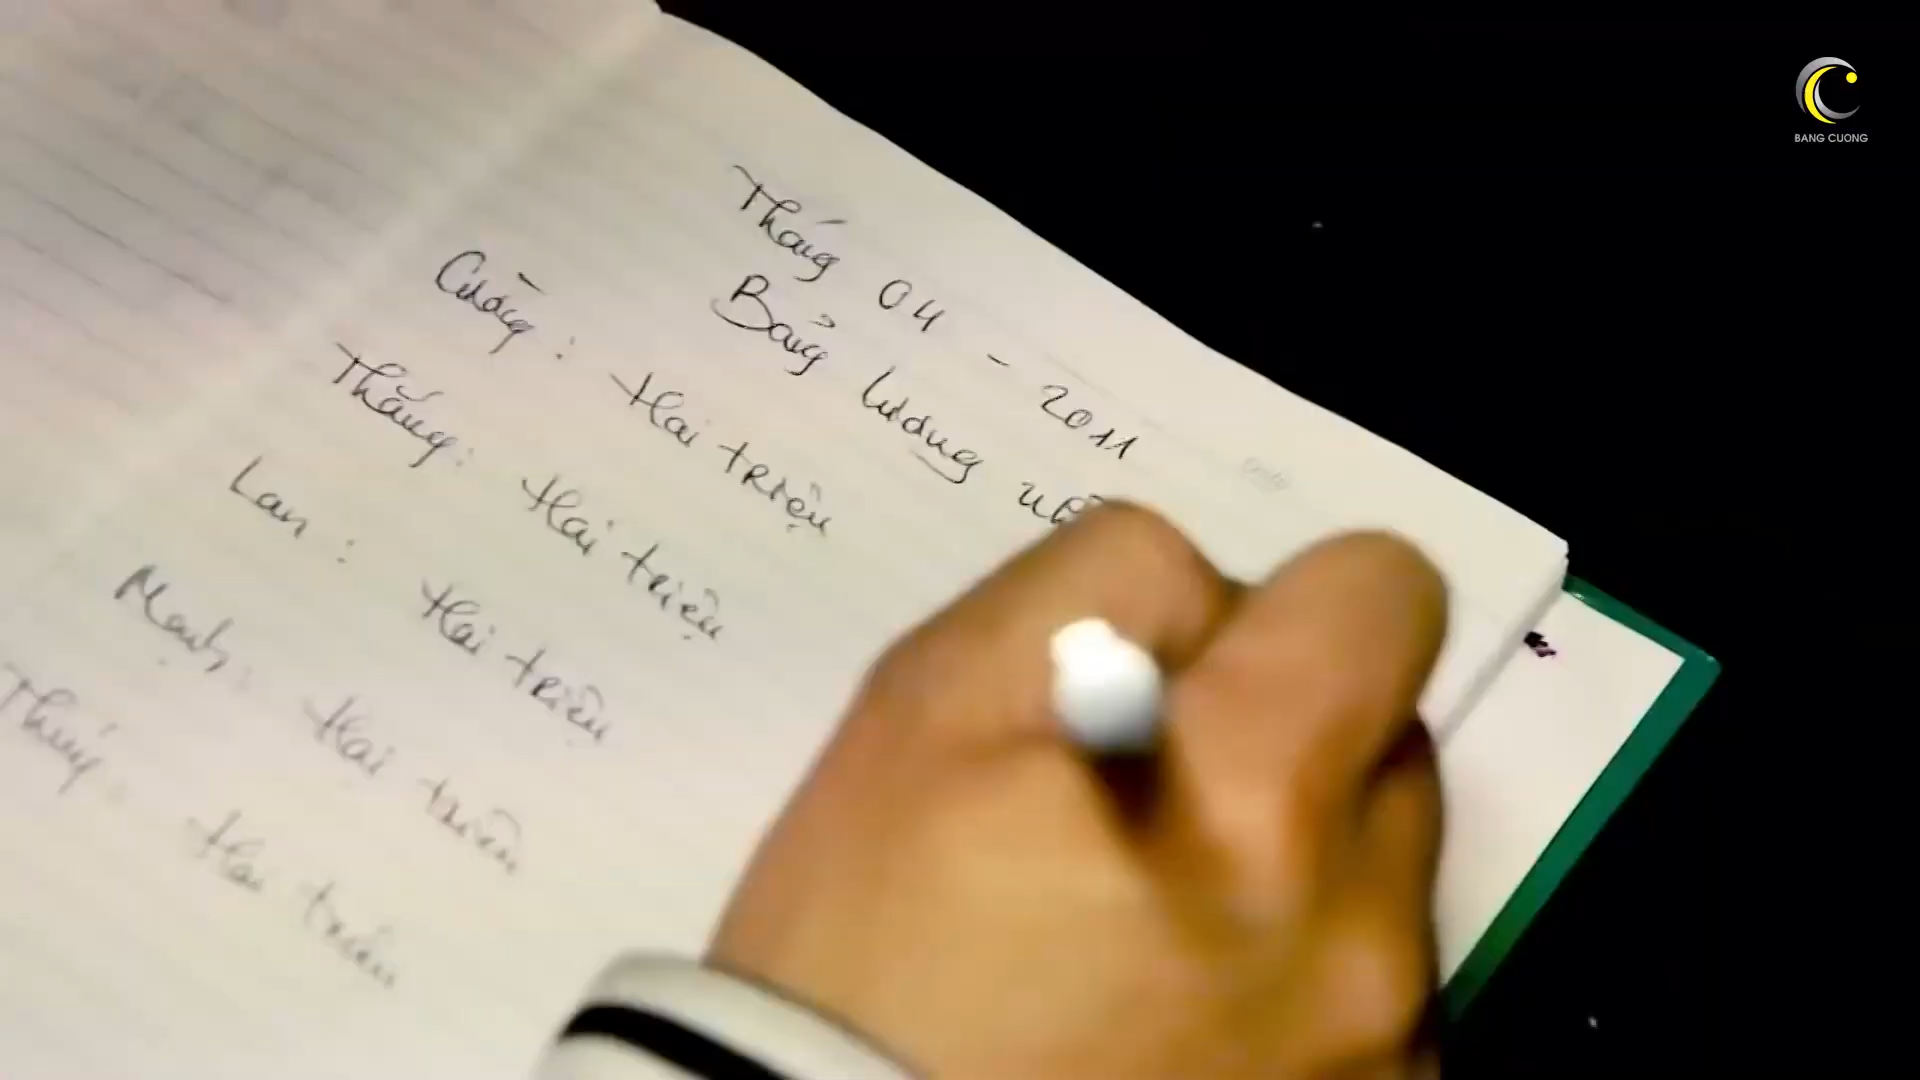 BANG CUONG
Tháng 04 - 2011
Bảng lương
Cường : Hai triệu
Thắng : Hai triệu
Lan : Hai triệu
Mạnh : Hai triệu
Thuý : Hai triệu